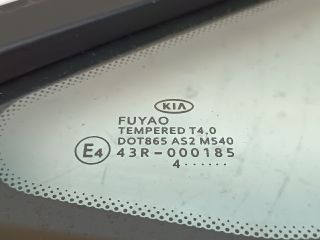 KIA
FUYAO
TEMPERED T4.0
DOT865 AS2 M540
E4 43R-000185
4······